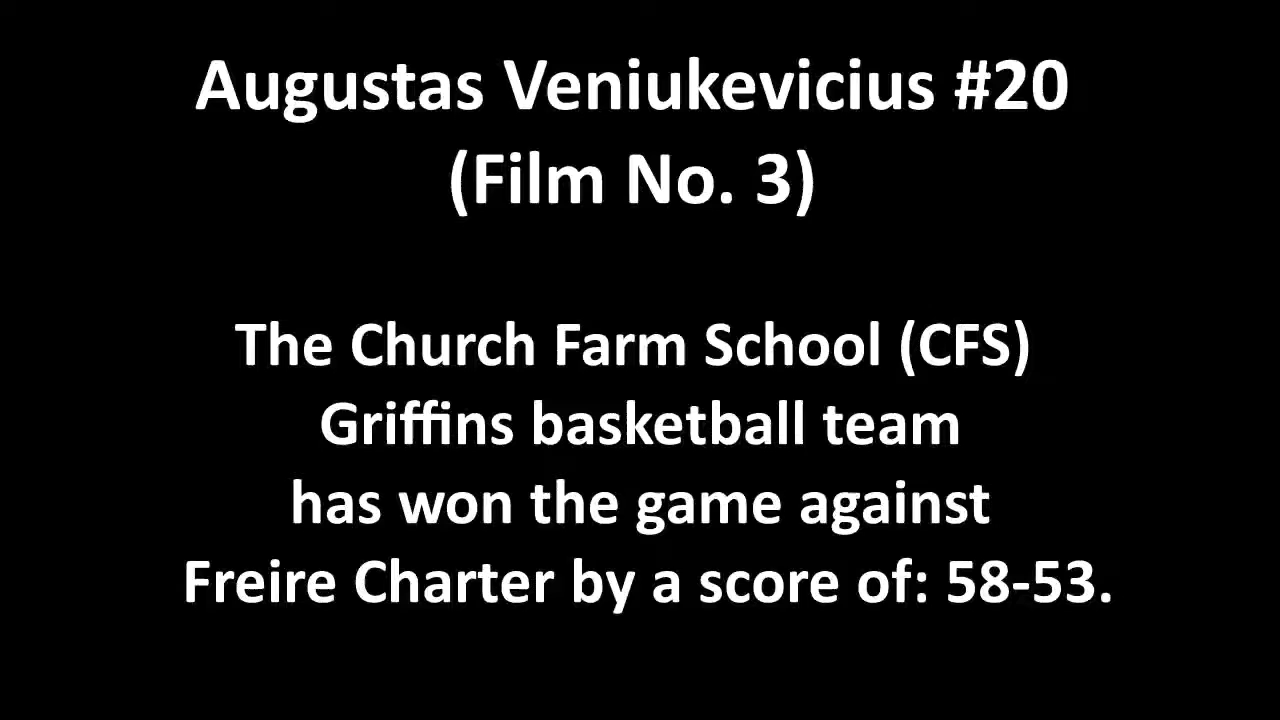 Augustas Veniukevicius #20
(Film No. 3)
The Church Farm School (CFS)
Griffins basketball team
has won the game against
Freire Charter by a score of: 58-53.